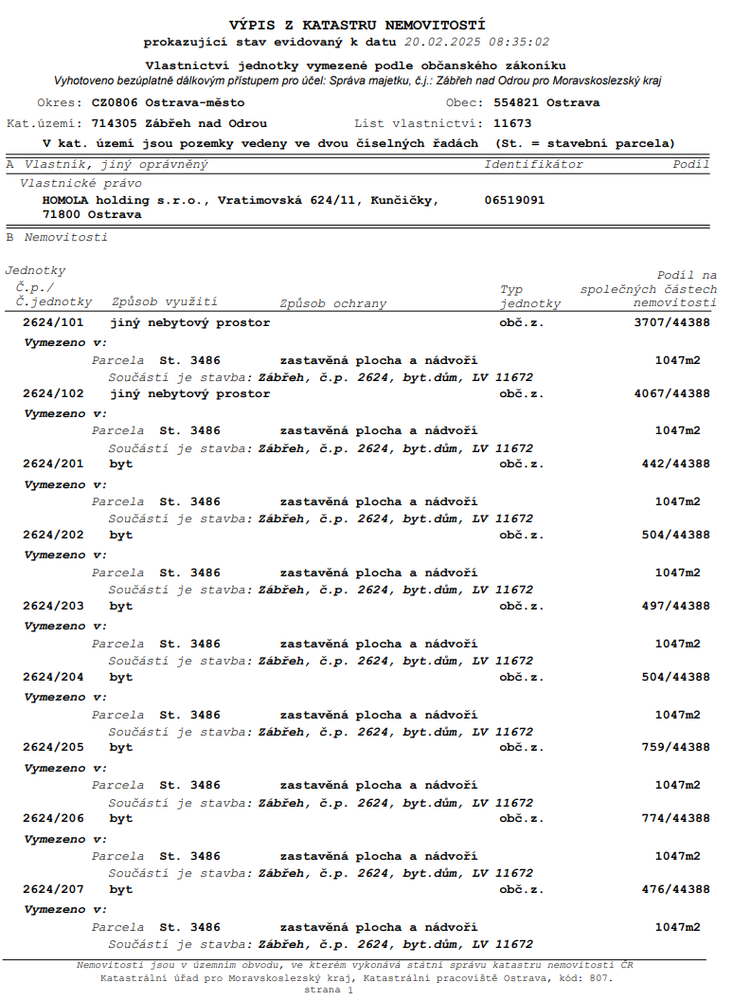 VÝPIS Z KATASTRU NEMOVITOSTÍ
prokazující stav evidovaný k datu 20.02.2025 08:35:02
Vlastnictví jednotky vymezené podle občanského zákoníku
Vyhotoveno bezúplatně dálkovým přístupem pro účel: Správa majetku, č.j.: Zábřeh nad Odrou pro Moravskoslezský kraj
Okres: CZ0806 Ostrava-město Obec: 554821 Ostrava
Kat.území: 714305 Zábřeh nad Odrou List vlastnictví: 11673
V kat. území jsou pozemky vedeny ve dvou číselných řadách (St. = stavební parcela)
A Vlastník, jiný oprávněný Identifikátor Podíl
Vlastnické právo
HOMOLA holding s.r.o., Vratimovská 624/11, Kunčičky, 06519091
71800 Ostrava
B Nemovitosti
Jednotky
Č.p./ Typ Podíl na
společných částech
Č.jednotky Způsob využití Způsob ochrany jednotky nemovitosti
2624/101 jiný nebytový prostor obč.z. 3707/44388
Vymezeno v:
Parcela St. 3486 zastavěná plocha a nádvoří 1047m2
Součástí je stavba: Zábřeh, č.p. 2624, byt.dům, LV 11672
2624/102 jiný nebytový prostor obč.z. 4067/44388
Vymezeno v:
Parcela St. 3486 zastavěná plocha a nádvoří 1047m2
Součástí je stavba: Zábřeh, č.p. 2624, byt.dům, LV 11672
2624/201 byt obč.z. 442/44388
Vymezeno v:
Parcela St. 3486 zastavěná plocha a nádvoří 1047m2
Součástí je stavba: Zábřeh, č.p. 2624, byt.dům, LV 11672
2624/202 byt obč.z. 504/44388
Vymezeno v:
Parcela St. 3486 zastavěná plocha a nádvoří 1047m2
Součástí je stavba: Zábřeh, č.p. 2624, byt.dům, LV 11672
2624/203 byt obč.z. 497/44388
Vymezeno v:
Parcela St. 3486 zastavěná plocha a nádvoří 1047m2
Součástí je stavba: Zábřeh, č.p. 2624, byt.dům, LV 11672
2624/204 byt obč.z. 504/44388
Vymezeno v:
Parcela St. 3486 zastavěná plocha a nádvoří 1047m2
Součástí je stavba: Zábřeh, č.p. 2624, byt.dům, LV 11672
2624/205 byt obč.z. 759/44388
Vymezeno v:
Parcela St. 3486 zastavěná plocha a nádvoří 1047m2
Součástí je stavba: Zábřeh, č.p. 2624, byt.dům, LV 11672
2624/206 byt obč.z. 774/44388
Vymezeno v:
Parcela St. 3486 zastavěná plocha a nádvoří 1047m2
Součástí je stavba: Zábřeh, č.p. 2624, byt.dům, LV 11672
2624/207 byt obč.z. 476/44388
Vymezeno v:
Parcela St. 3486 zastavěná plocha a nádvoří 1047m2
Součástí je stavba: Zábřeh, č.p. 2624, byt.dům, LV 11672
Nemovitosti jsou v územním obvodu, ve kterém vykonává státní správu katastru nemovitostí ČR
Katastrální úřad pro Moravskoslezský kraj, Katastrální pracoviště Ostrava, kód: 807.
strana 1